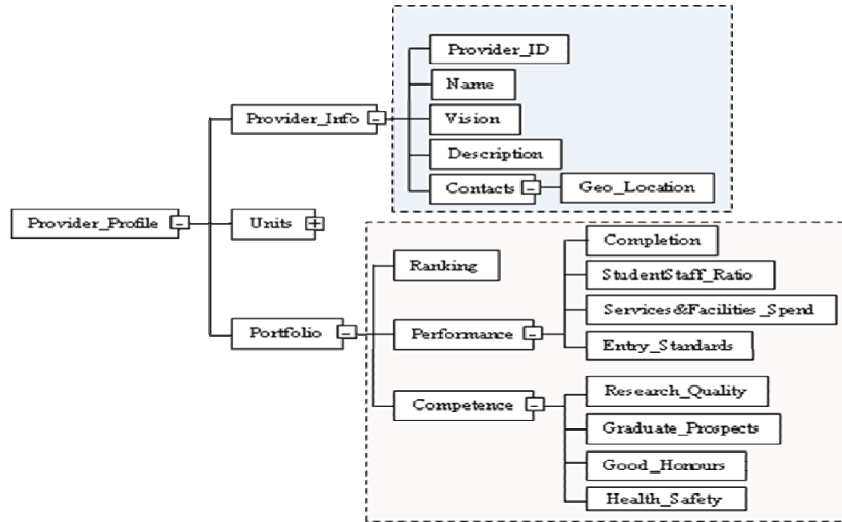 Provider_Profile
Provider_Info
Provider_ID
Name
Vision
Description
Contacts
Geo_Location
Units
Portfolio
Ranking
Performance
Completion
StudentStaff_Ratio
Services&Facilities_Spend
Entry_Standards
Competence
Research_Quality
Graduate_Prospects
Good_Honours
Health_Safety